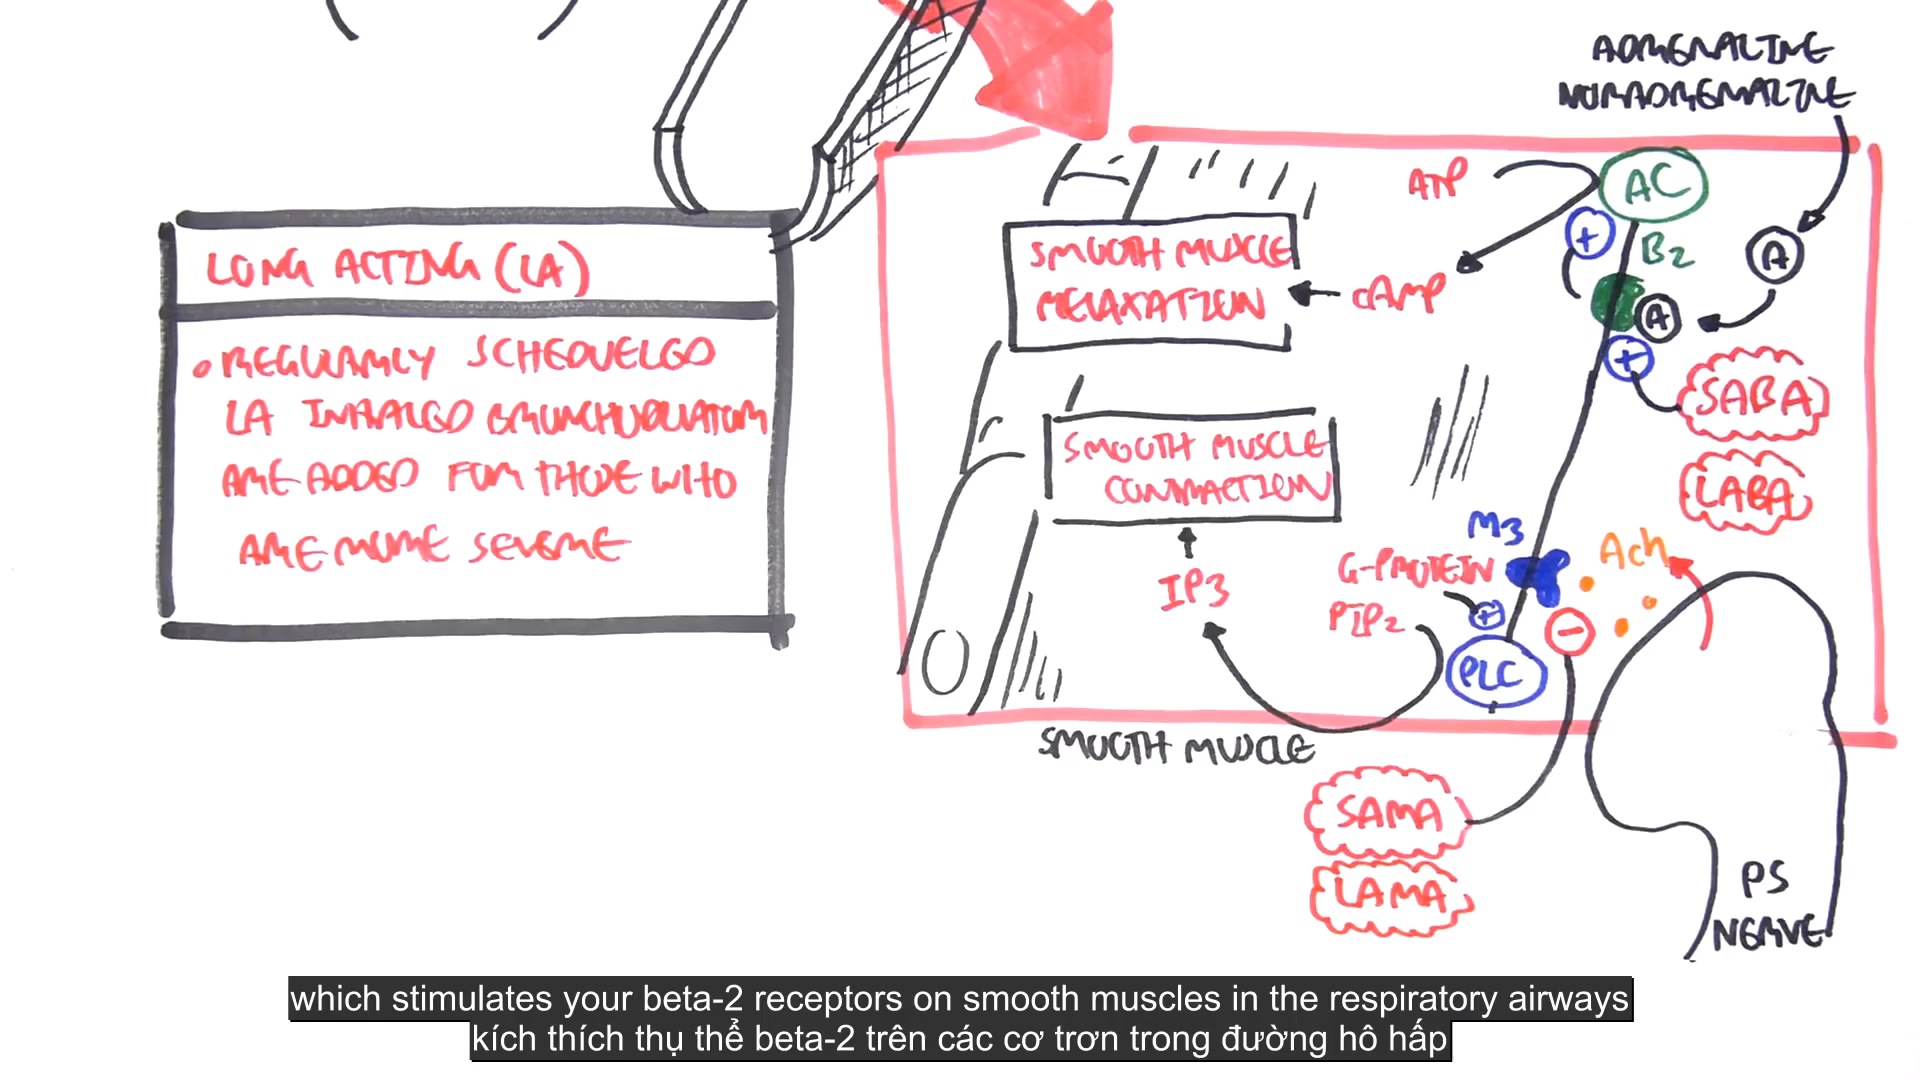 ADRENALINE
NORADRENALINE
LONG ACTING (LA)
• REGULARLY SCHEDUELED
LA INHALED BRONCHODILATOR
ARE ADDED FOR THOSE WHO
ARE MORE SEVERE
ATP
AC
+
B2
A
SMOOTH MUSCLE
RELAXATION
cAMP
A
+
SABA
LABA
SMOOTH MUSCLE
CONTRACTION
M3
Ach
G-PROTEIN
IP3
PIP2
+
−
PLC
SMOOTH MUSCLE
SAMA
LAMA
PS
NERVE
which stimulates your beta-2 receptors on smooth muscles in the respiratory airways
kích thích thụ thể beta-2 trên các cơ trơn trong đường hô hấp